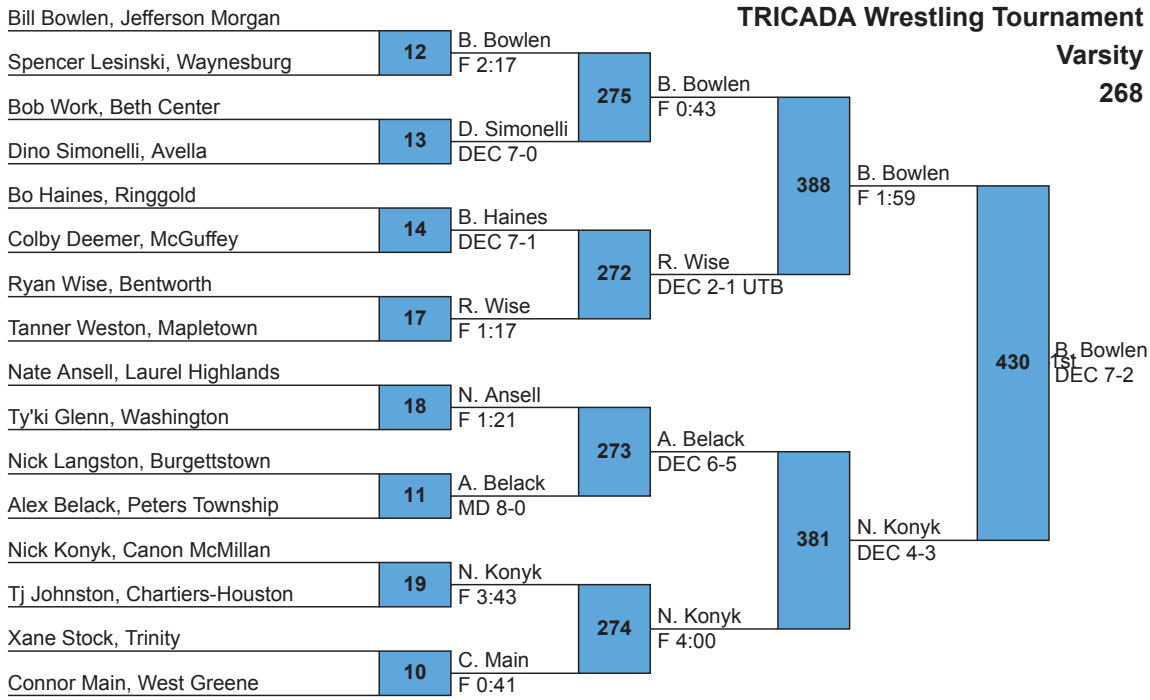 TRICADA Wrestling Tournament
Varsity
268
Bill Bowlen, Jefferson Morgan
12
Spencer Lesinski, Waynesburg
B. Bowlen
F 2:17
Bob Work, Beth Center
13
Dino Simonelli, Avella
D. Simonelli
DEC 7-0
275
B. Bowlen
F 0:43
Bo Haines, Ringgold
14
Colby Deemer, McGuffey
B. Haines
DEC 7-1
Ryan Wise, Bentworth
17
Tanner Weston, Mapletown
R. Wise
F 1:17
272
R. Wise
DEC 2-1 UTB
388
B. Bowlen
F 1:59
Nate Ansell, Laurel Highlands
18
Ty'ki Glenn, Washington
N. Ansell
F 1:21
Nick Langston, Burgettstown
11
Alex Belack, Peters Township
A. Belack
MD 8-0
273
A. Belack
DEC 6-5
Nick Konyk, Canon McMillan
19
Tj Johnston, Chartiers-Houston
N. Konyk
F 3:43
Xane Stock, Trinity
10
Connor Main, West Greene
C. Main
F 0:41
274
N. Konyk
F 4:00
381
N. Konyk
DEC 4-3
430
B. Bowlen
1st
DEC 7-2